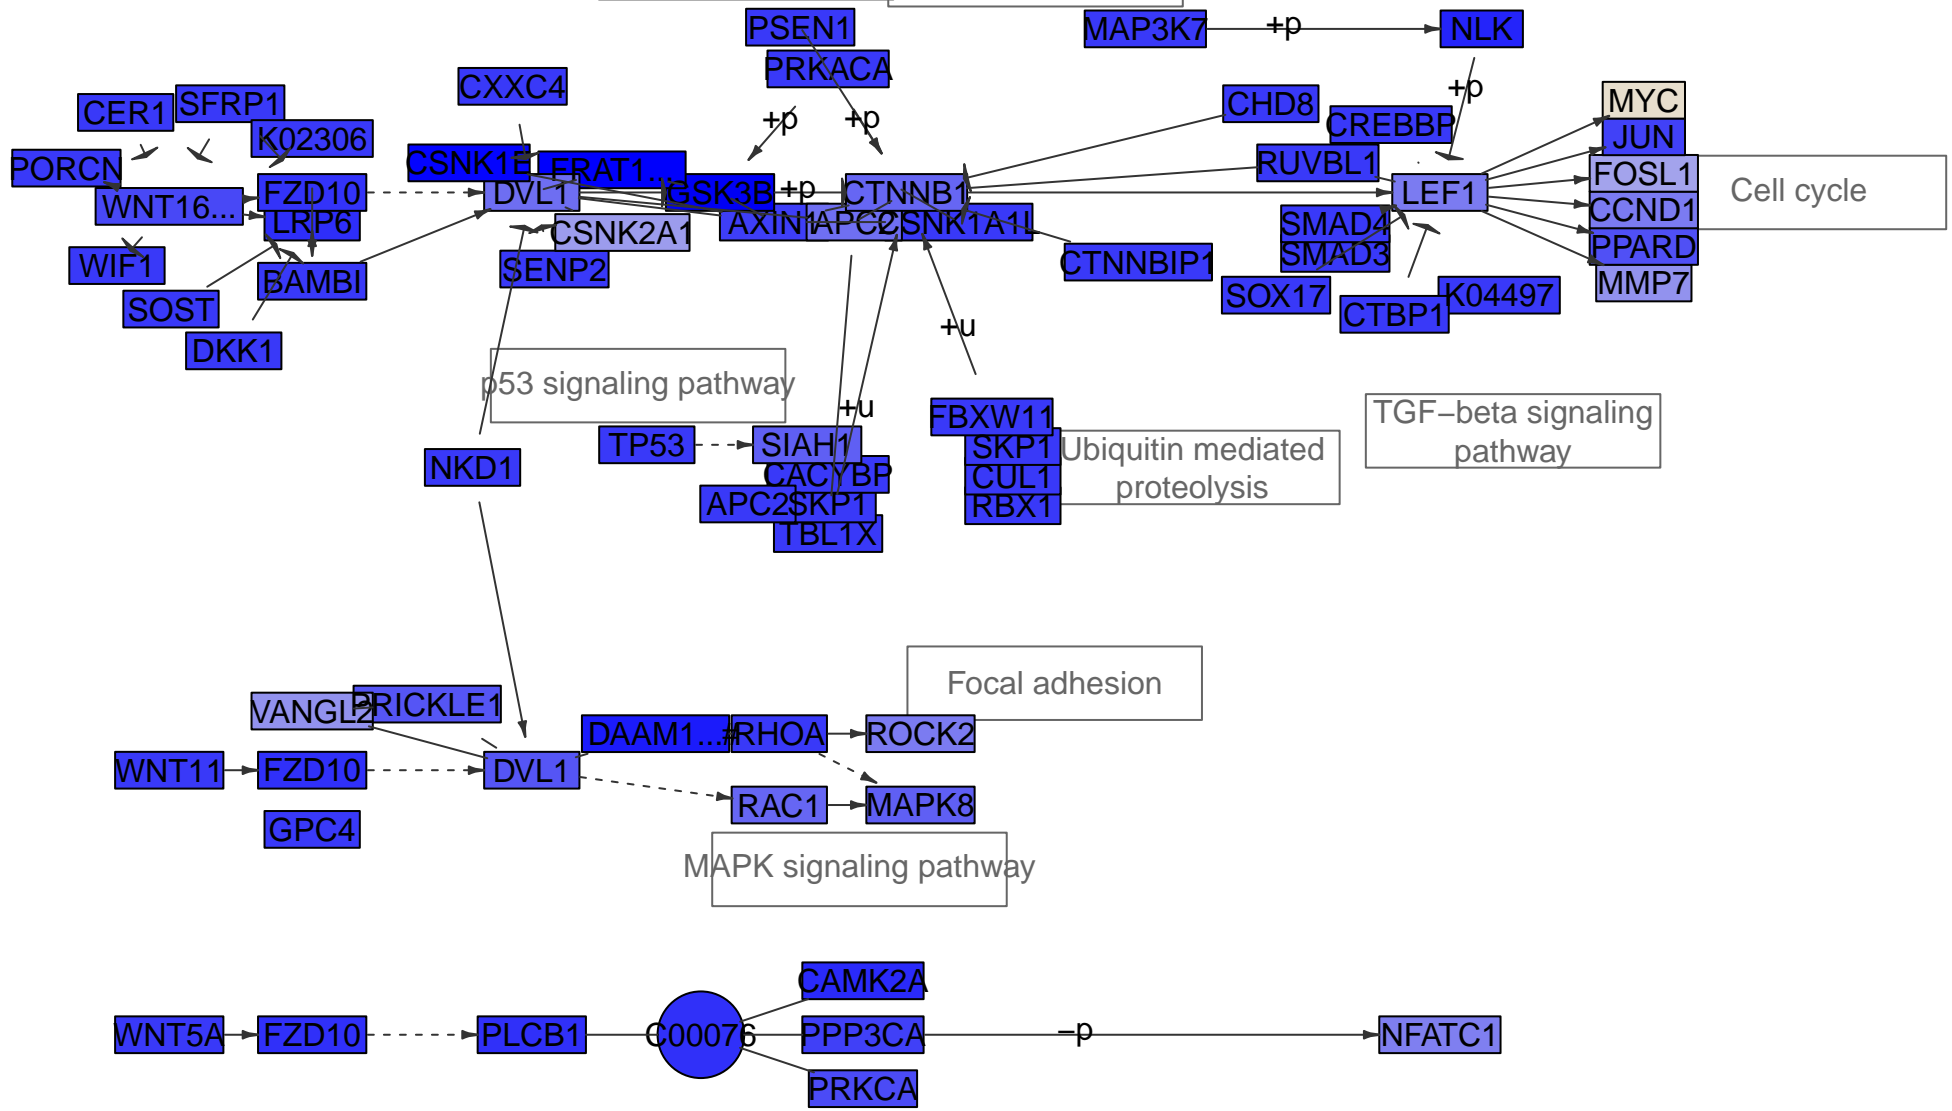 PSEN1
MAP3K7
+p
NLK
PRKACA
CXXC4
+p
+p
+p
CER1
SFRP1
K02306
CHD8
CREBBP
MYC
JUN
PORCN
CSNK1E
FRAT1...
RUVBL1
FOSL1
WNT16...
FZD10
DVL1
GSK3B
+p
CTNNB1
LEF1
Cell cycle
LRP6
CSNK2A1
AXIN1
APC2
CSNK1A1L
SMAD4
CCND1
WIF1
BAMBI
SENP2
CTNNBIP1
SMAD3
PPARD
SOST
SOX17
K04497
MMP7
DKK1
CTBP1
+u
p53 signaling pathway
+u
TGF−beta signaling
pathway
FBXW11
TP53
SIAH1
SKP1
Ubiquitin mediated
proteolysis
NKD1
CACYBP
CUL1
APC2
SKP1
RBX1
TBL1X
Focal adhesion
VANGL2
PRICKLE1
DAAM1...#
RHOA
ROCK2
WNT11
FZD10
DVL1
RAC1
MAPK8
GPC4
MAPK signaling pathway
CAMK2A
WNT5A
FZD10
PLCB1
C00076
PPP3CA
−p
NFATC1
PRKCA